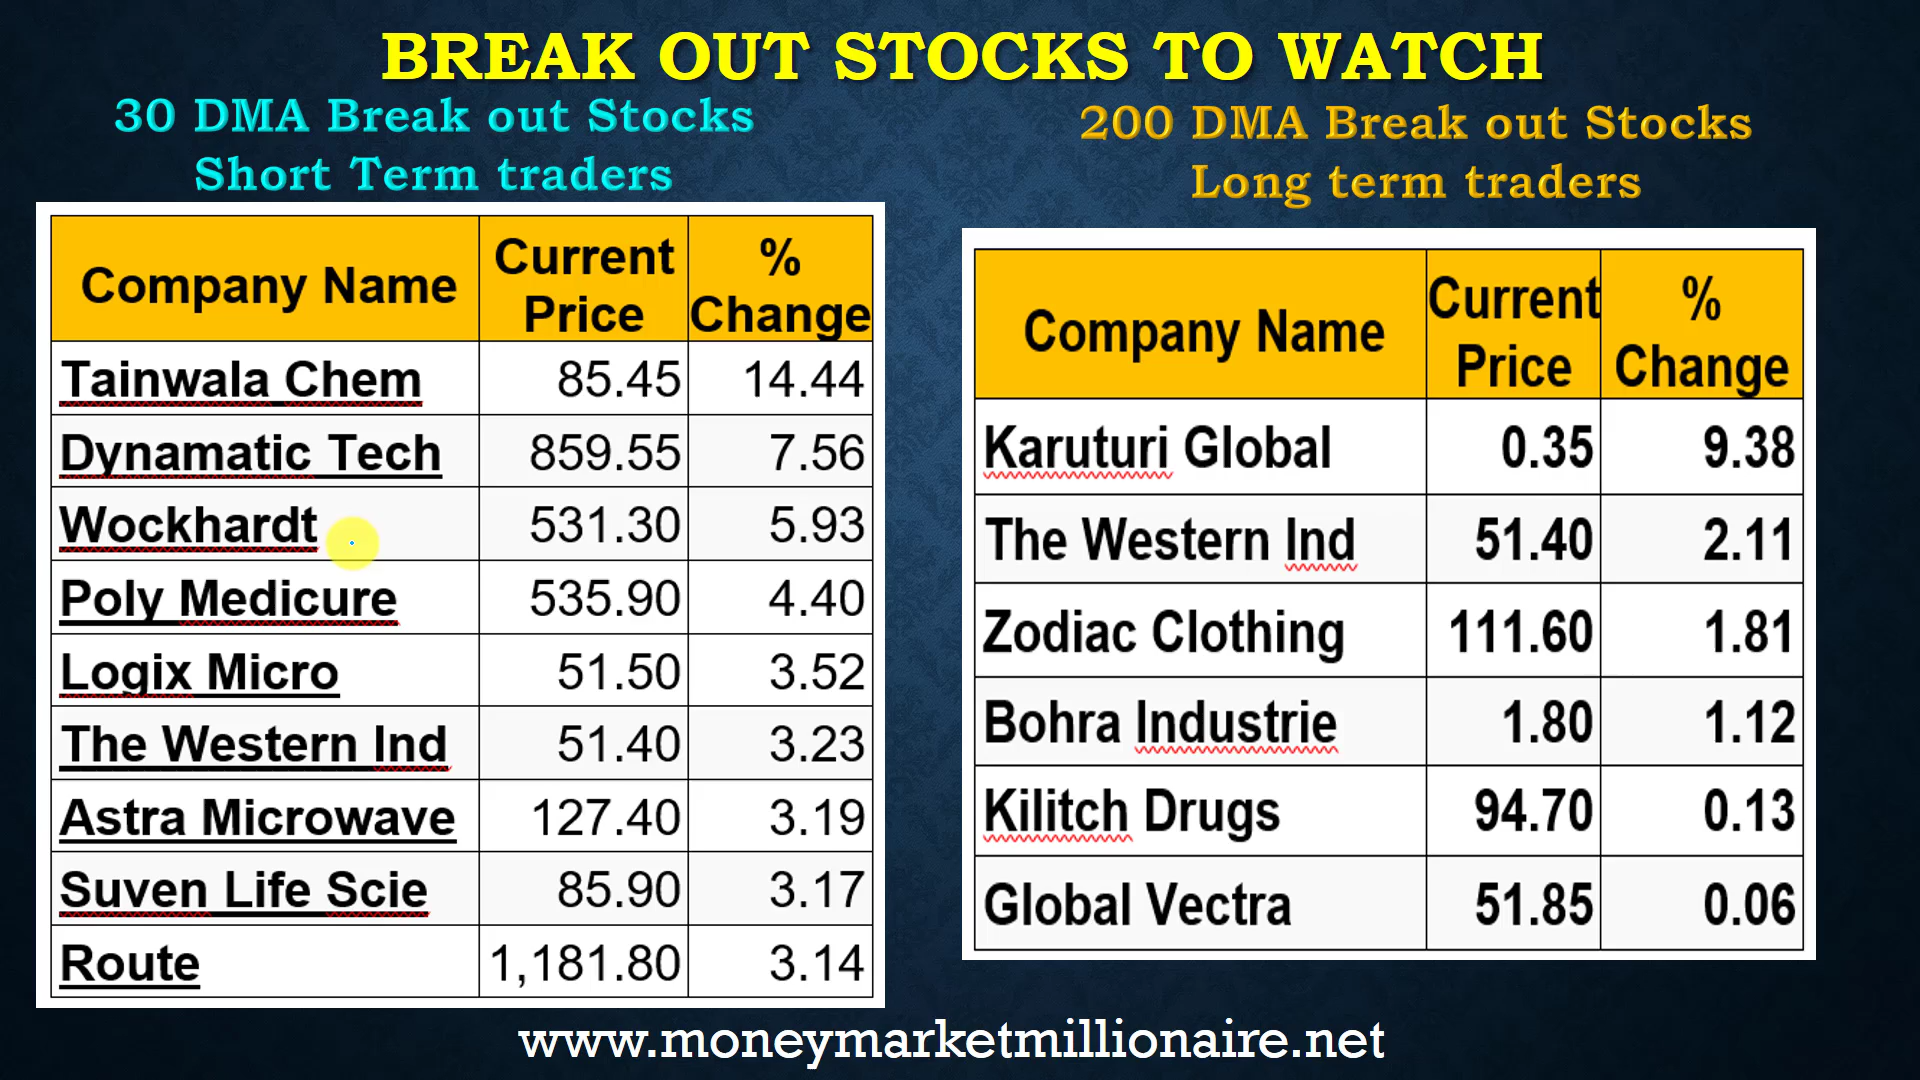 BREAK OUT STOCKS TO WATCH
30 DMA Break out Stocks
Short Term traders
Company Name Current Price % Change
Tainwala Chem 85.45 14.44
Dynamatic Tech 859.55 7.56
Wockhardt 531.30 5.93
Poly Medicure 535.90 4.40
Logix Micro 51.50 3.52
The Western Ind 51.40 3.23
Astra Microwave 127.40 3.19
Suven Life Scie 85.90 3.17
Route 1,181.80 3.14
200 DMA Break out Stocks
Long term traders
Company Name Current Price % Change
Karuturi Global 0.35 9.38
The Western Ind 51.40 2.11
Zodiac Clothing 111.60 1.81
Bohra Industrie 1.80 1.12
Kilitch Drugs 94.70 0.13
Global Vectra 51.85 0.06
www.moneymarketmillionaire.net